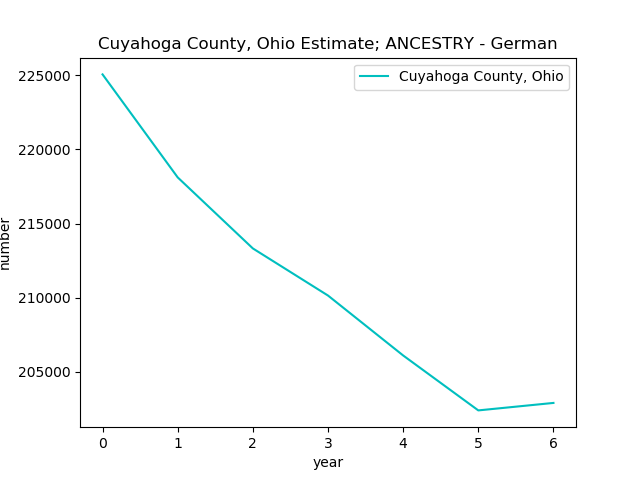 Cuyahoga County, Ohio Estimate; ANCESTRY - German
Cuyahoga County, Ohio
225000
220000
215000
210000
205000
number
0 1 2 3 4 5 6
year